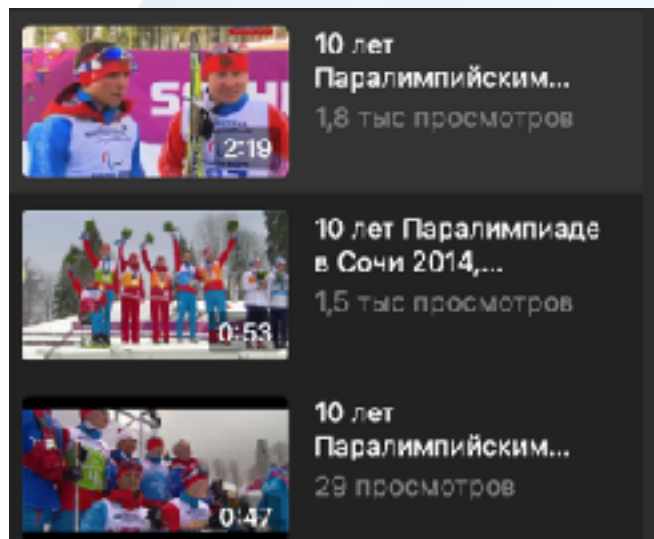 10 лет
Паралимпийским...
1,8 тыс просмотров
2:19
10 лет Паралимпиаде
в Сочи 2014,...
1,5 тыс просмотров
0:53
10 лет
Паралимпийским...
29 просмотров
0:47